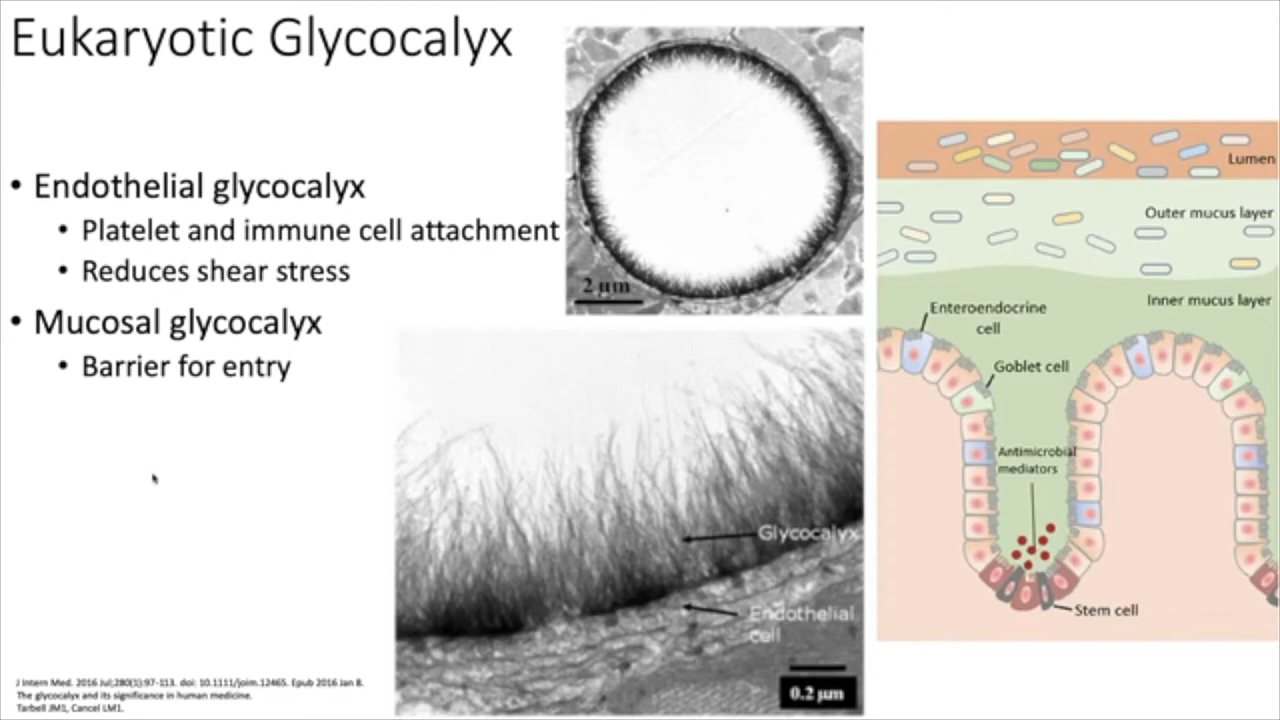 Eukaryotic Glycocalyx
• Endothelial glycocalyx
• Platelet and immune cell attachment
• Reduces shear stress
• Mucosal glycocalyx
• Barrier for entry
2 µm
Glycocalyx
Endothelial
cell
0.2 µm
Lumen
Outer mucus layer
Inner mucus layer
Enteroendocrine
cell
Goblet cell
Antimicrobial
mediators
Stem cell
J Intern Med. 2016 Jul;280(1):97-113. doi: 10.1111/joim.12465. Epub 2016 Jan 8.
The glycocalyx and its significance in human medicine.
Tarbell JM1, Cancel LM1.